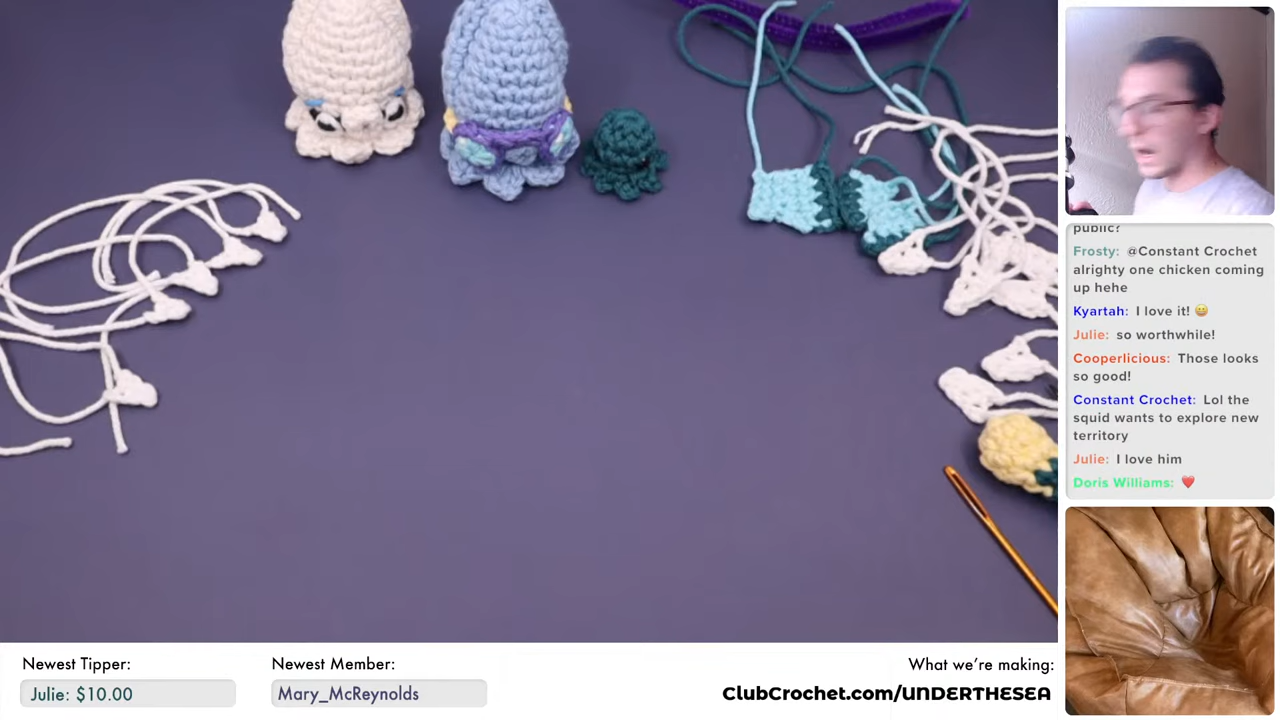 public?
Frosty: @Constant Crochet
alrighty one chicken coming
up hehe
Kyartah: I love it! 😀
Julie: so worthwhile!
Cooperlicious: Those looks
so good!
Constant Crochet: Lol the
squid wants to explore new
territory
Julie: I love him
Doris Williams: ❤️
Newest Tipper:
Julie: $10.00
Newest Member:
Mary_McReynolds
What we're making:
ClubCrochet.com/UNDERTHESEA